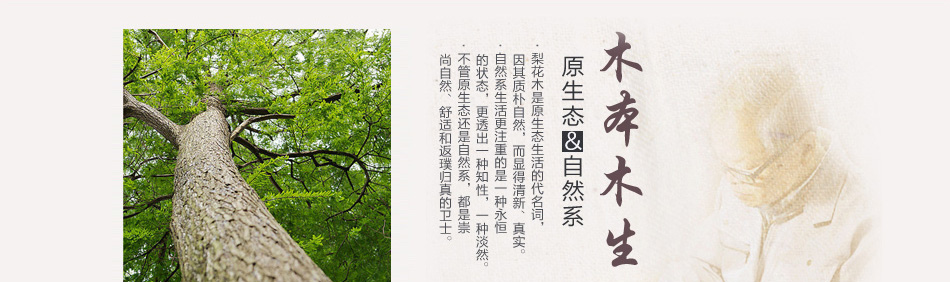 木本木生
原生态&自然系
·梨花木是原生态生活的代名词，
因其质朴自然，而显得清新、真实。
·自然系生活更注重的是一种永恒
的状态，更透出一种知性，一种淡然。
·不管原生态还是自然系，都是崇
尚自然、舒适和返璞归真的卫士。